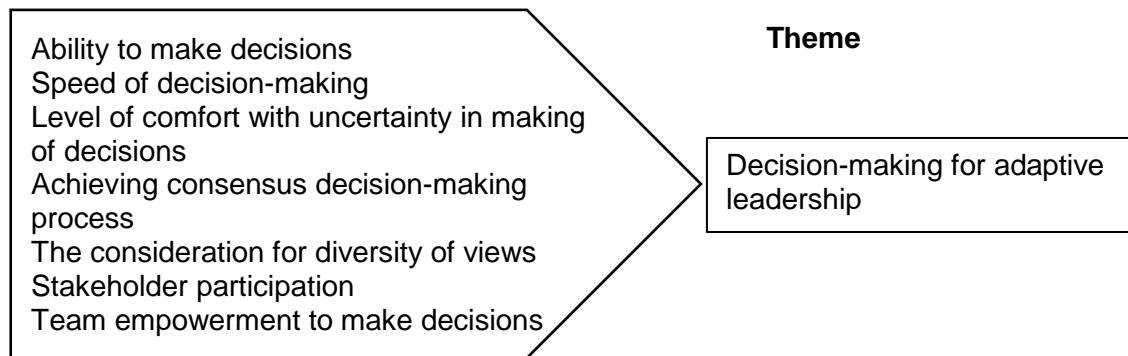 Ability to make decisions
Speed of decision-making
Level of comfort with uncertainty in making
of decisions
Achieving consensus decision-making
process
The consideration for diversity of views
Stakeholder participation
Team empowerment to make decisions
Theme
Decision-making for adaptive
leadership